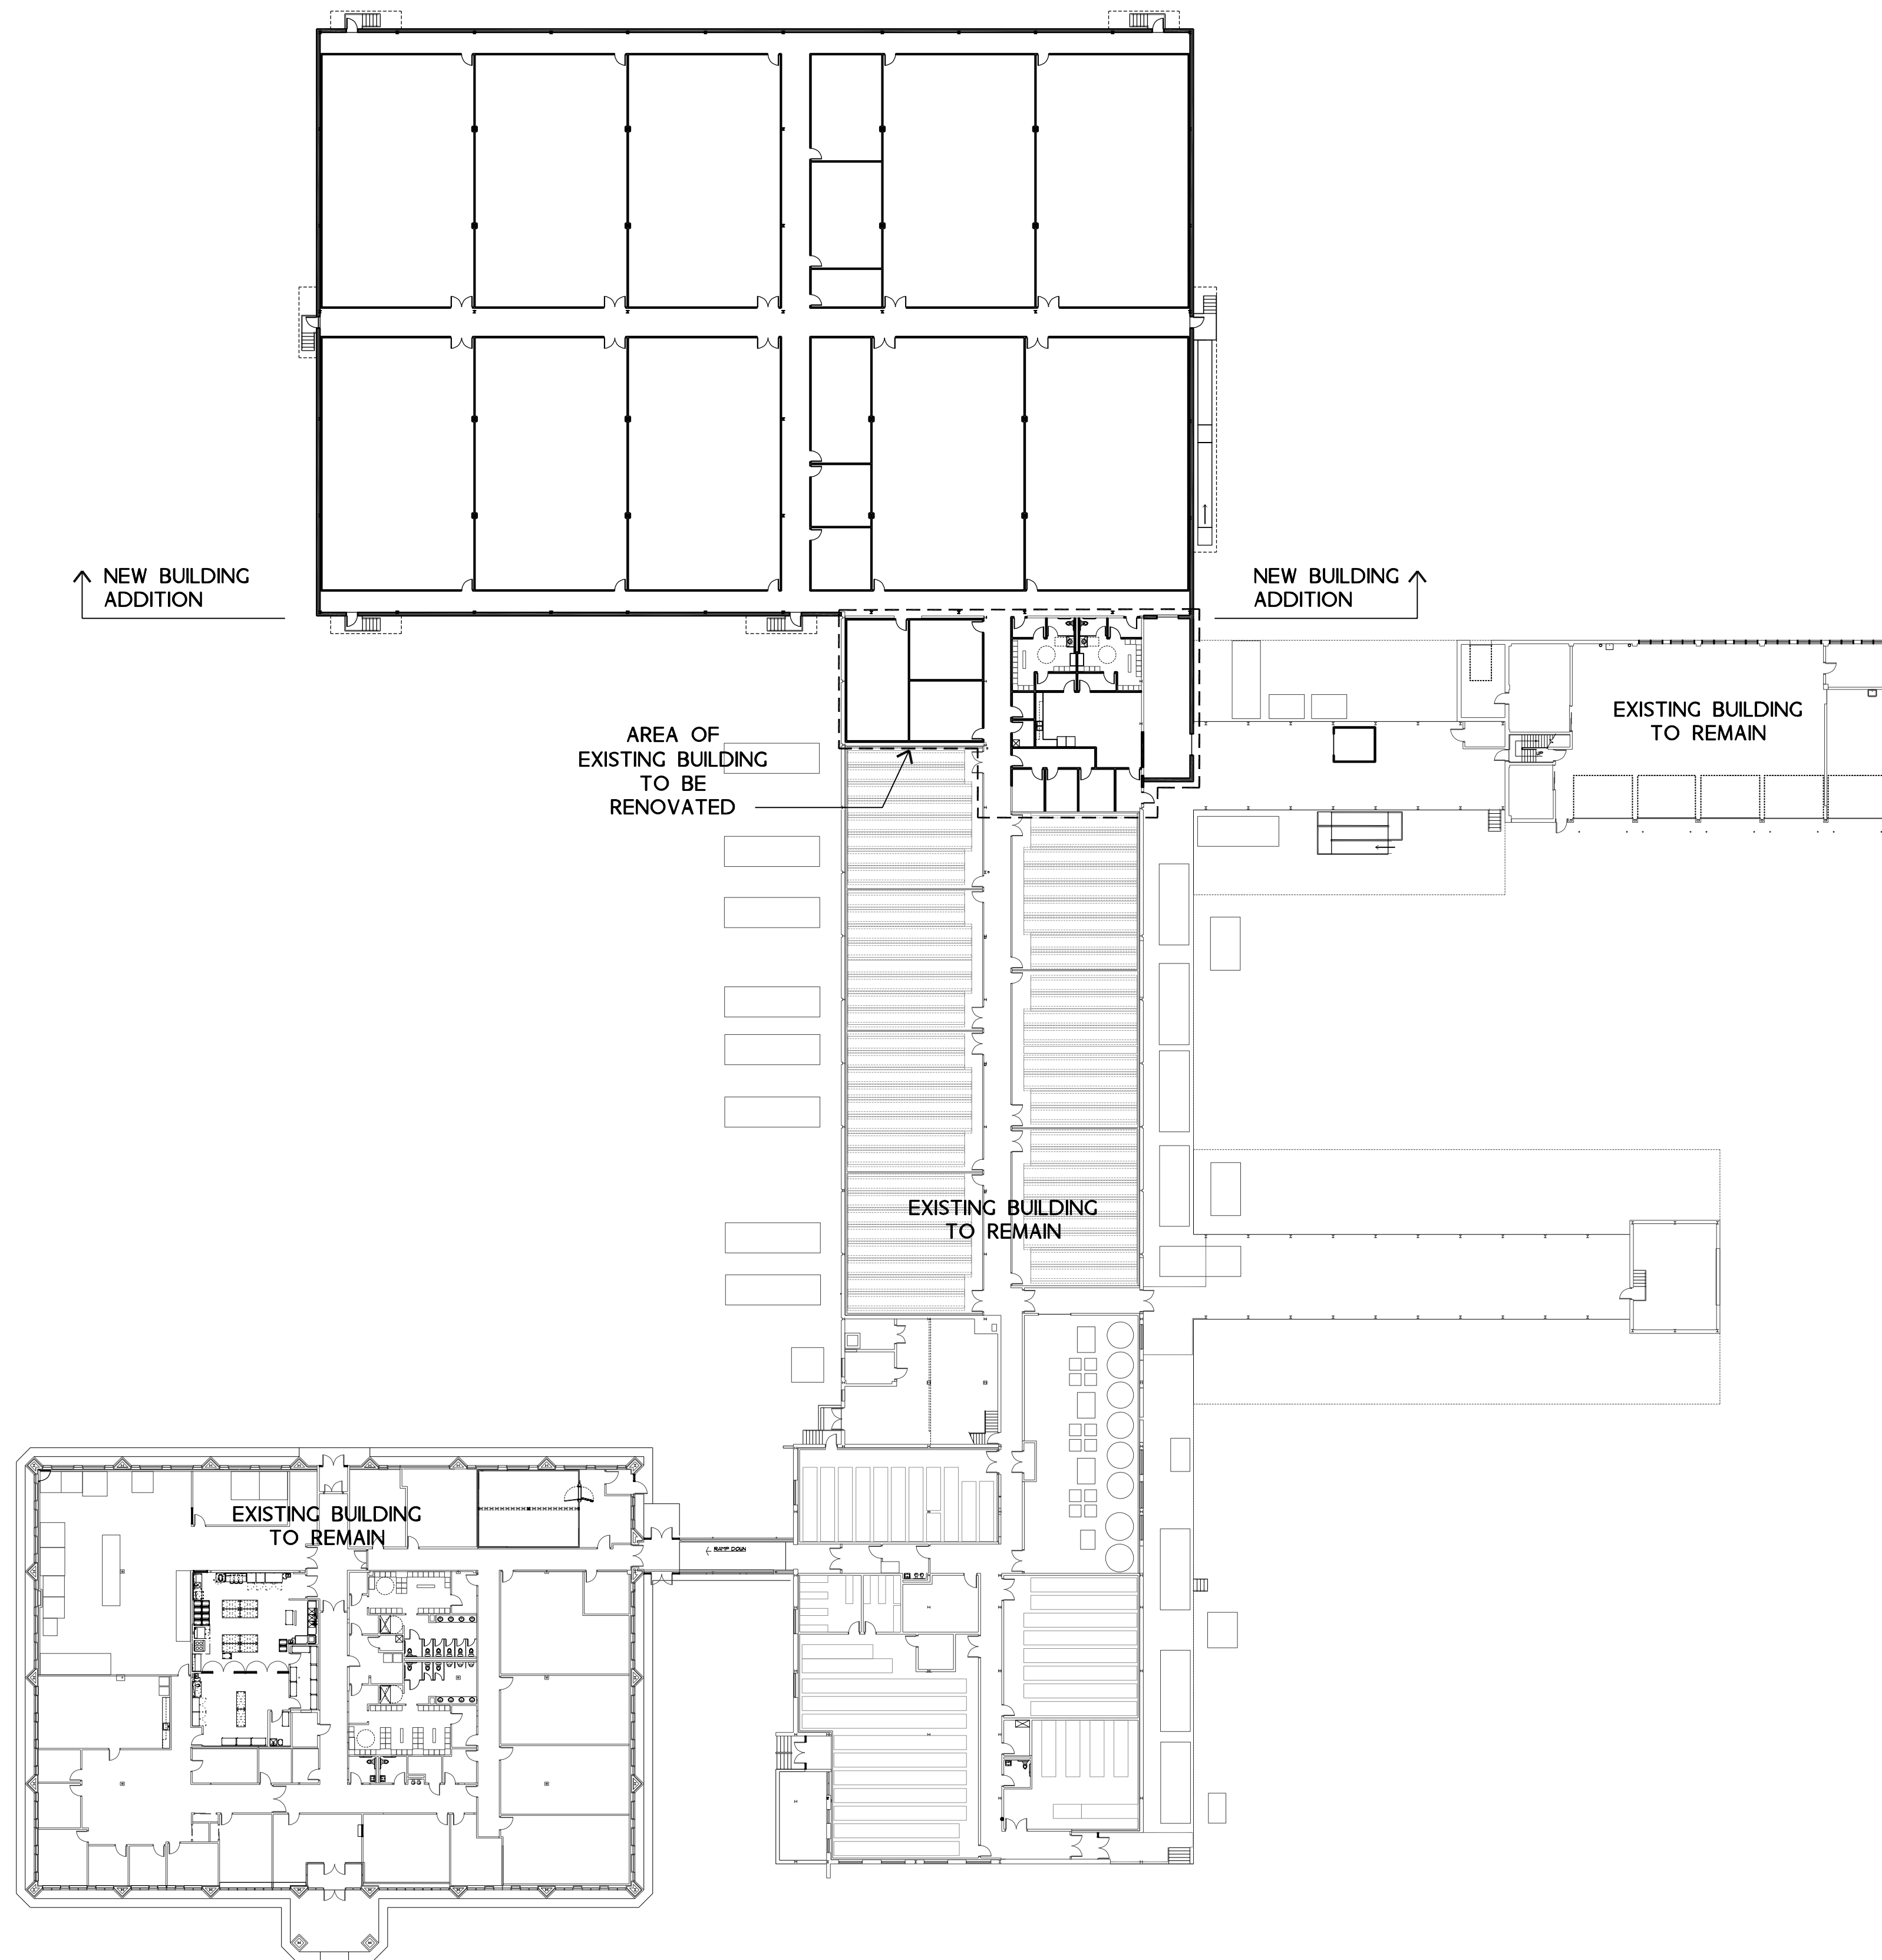 NEW BUILDING
ADDITION
NEW BUILDING
ADDITION
AREA OF
EXISTING BUILDING
TO BE
RENOVATED
EXISTING BUILDING
TO REMAIN
EXISTING BUILDING
TO REMAIN
EXISTING BUILDING
TO REMAIN
RAMP DOWN